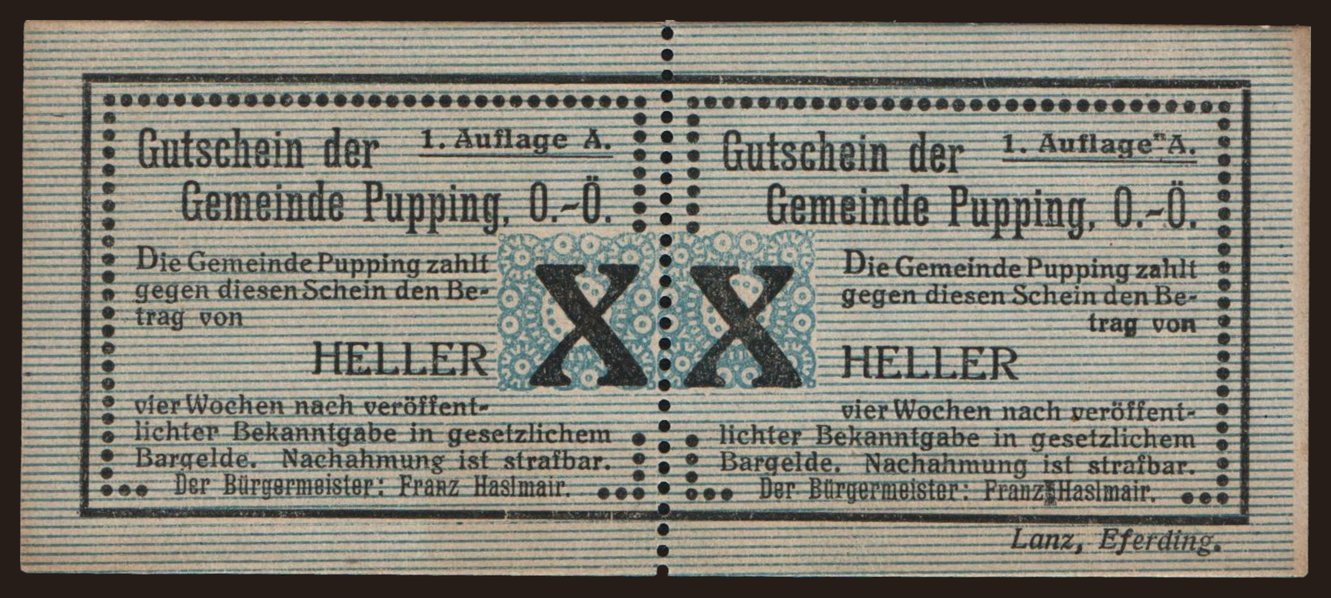 Gutschein der 1. Auflage A.
Gemeinde Pupping, O.-Ö.
Die Gemeinde Pupping zahlt
gegen diesen Schein den Be-
trag von
HELLER X
vier Wochen nach veröffent-
lichter Bekanntgabe in gesetzlichem
Bargelde. Nachahmung ist strafbar.
Der Bürgermeister: Franz Haslmair.
Gutschein der 1. Auflage A.
Gemeinde Pupping, O.-Ö.
Die Gemeinde Pupping zahlt
gegen diesen Schein den Be-
trag von
X HELLER
vier Wochen nach veröffent-
lichter Bekanntgabe in gesetzlichem
Bargelde. Nachahmung ist strafbar.
Der Bürgermeister: Franz Haslmair.
Lanz, Eferding.